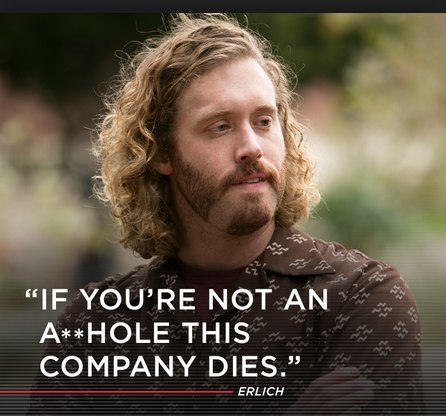 “IF YOU’RE NOT AN
A**HOLE THIS
COMPANY DIES.”
ERLICH